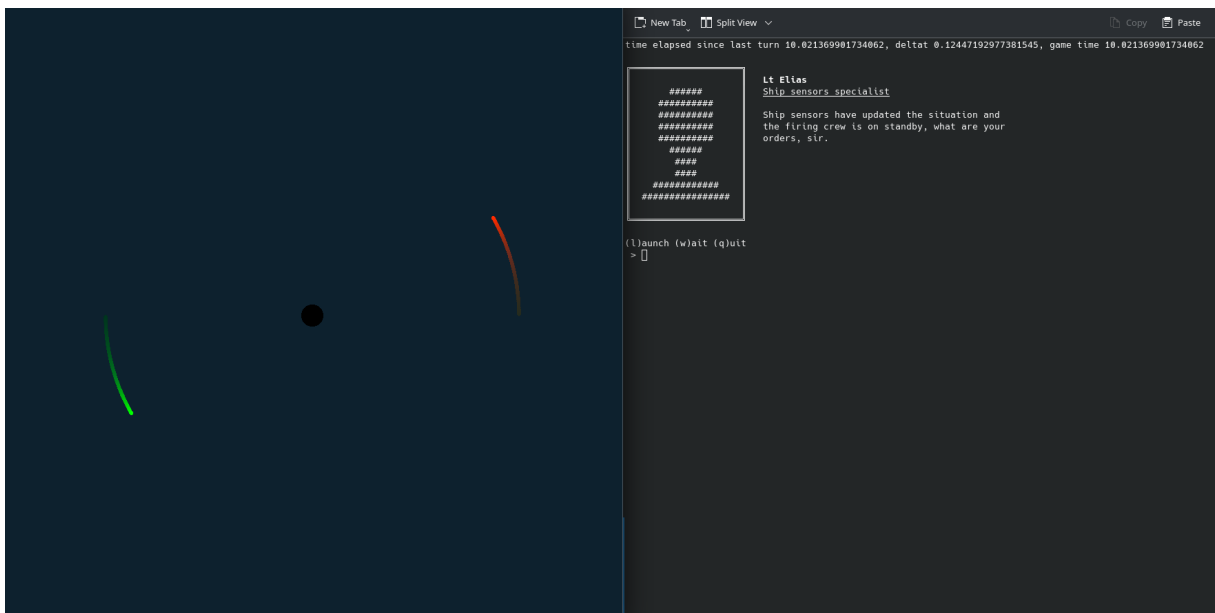 New Tab Split View Copy Paste
time elapsed since last turn 10.021369901734062, deltat 0.12447192977381545, game time 10.021369901734062
Lt Elias
Ship sensors specialist
Ship sensors have updated the situation and
the firing crew is on standby, what are your
orders, sir.
######
##########
##########
##########
##########
######
####
####
############
################
(l)aunch (w)ait (q)uit
>